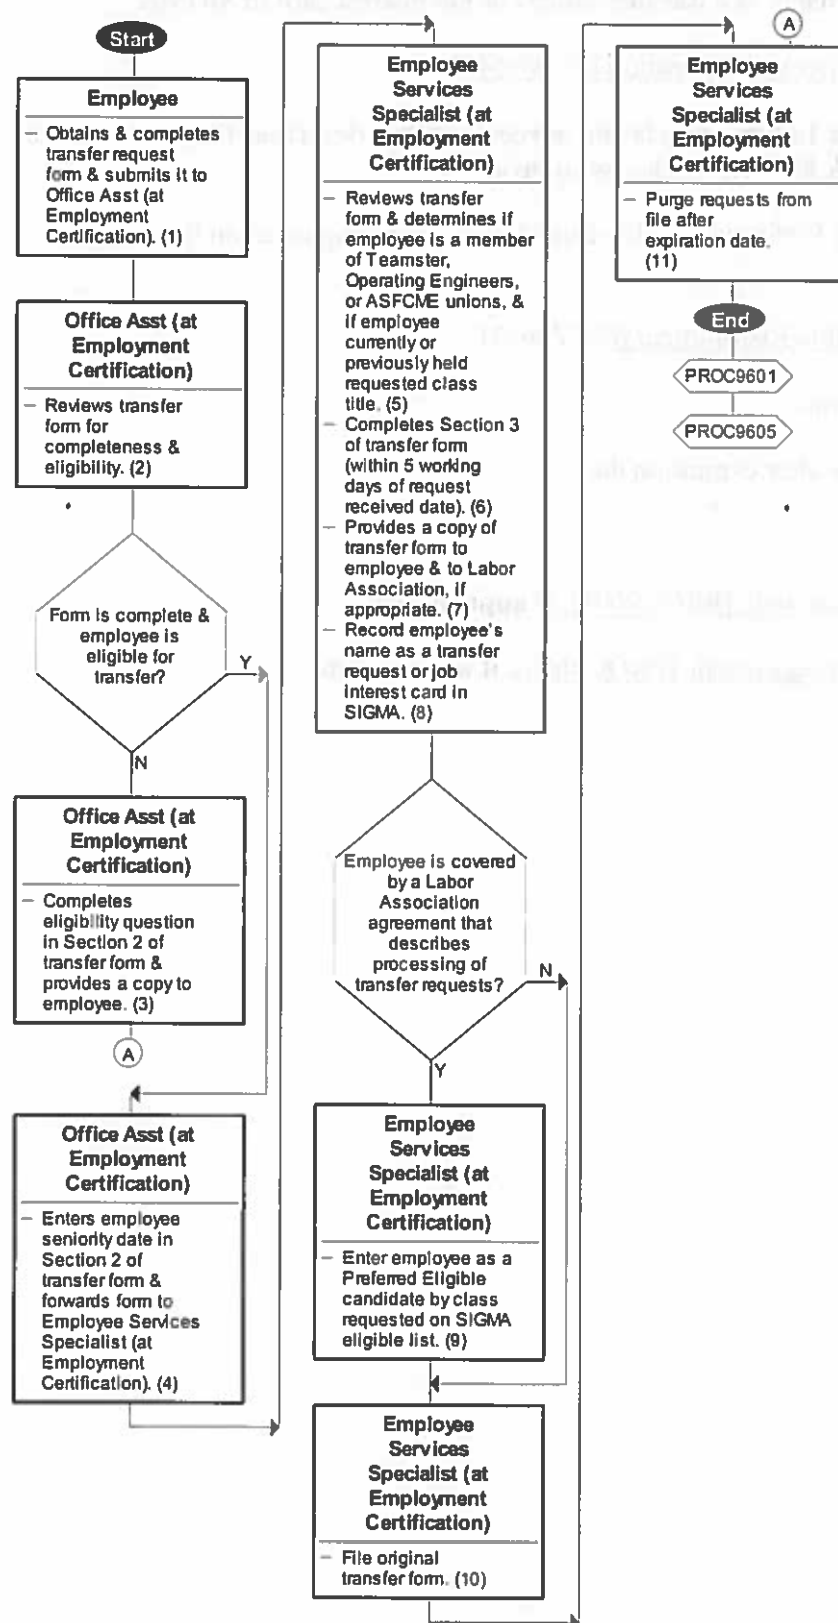 Start
Employee
– Obtains & completes
transfer request
form & submits it to
Office Asst (at
Employment
Certification). (1)
Office Asst (at
Employment
Certification)
– Reviews transfer
form for
completeness &
eligibility. (2)
Form is complete &
employee is
eligible for
transfer?
Y
N
Office Asst (at
Employment
Certification)
– Completes
eligibility question
in Section 2 of
transfer form &
provides a copy to
employee. (3)
A
Office Asst (at
Employment
Certification)
– Enters employee
seniority date in
Section 2 of
transfer form &
forwards form to
Employee Services
Specialist (at
Employment
Certification). (4)
Employee
Services
Specialist (at
Employment
Certification)
– Reviews transfer
form & determines if
employee is a member
of Teamster,
Operating Engineers,
or ASFCME unions, &
if employee
currently or
previously held
requested class
title. (5)
– Completes Section 3
of transfer form
(within 5 working
days of request
received date). (6)
– Provides a copy of
transfer form to
employee & to Labor
Association, if
appropriate. (7)
– Record employee's
name as a transfer
request or job
interest card in
SIGMA. (8)
Employee is covered
by a Labor
Association
agreement that
describes
processing of
transfer requests?
N
Y
Employee
Services
Specialist (at
Employment
Certification)
– Enter employee as a
Preferred Eligible
candidate by class
requested on SIGMA
eligible list. (9)
Employee
Services
Specialist (at
Employment
Certification)
– File original
transfer form. (10)
A
Employee
Services
Specialist (at
Employment
Certification)
– Purge requests from
file after
expiration date.
(11)
End
PROC9601
PROC9605